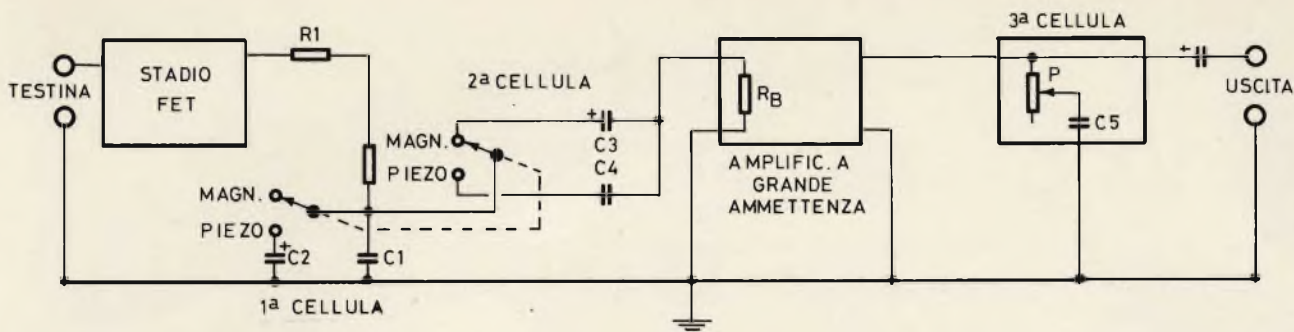 TESTINA
STADIO
FET
R1
MAGN.
PIEZO
+
C2
C1
1ª CELLULA
2ª CELLULA
MAGN.
PIEZO
+
C3
C4
RB
AMPLIFIC. A
GRANDE
AMMETTENZA
3ª CELLULA
P
C5
+
USCITA